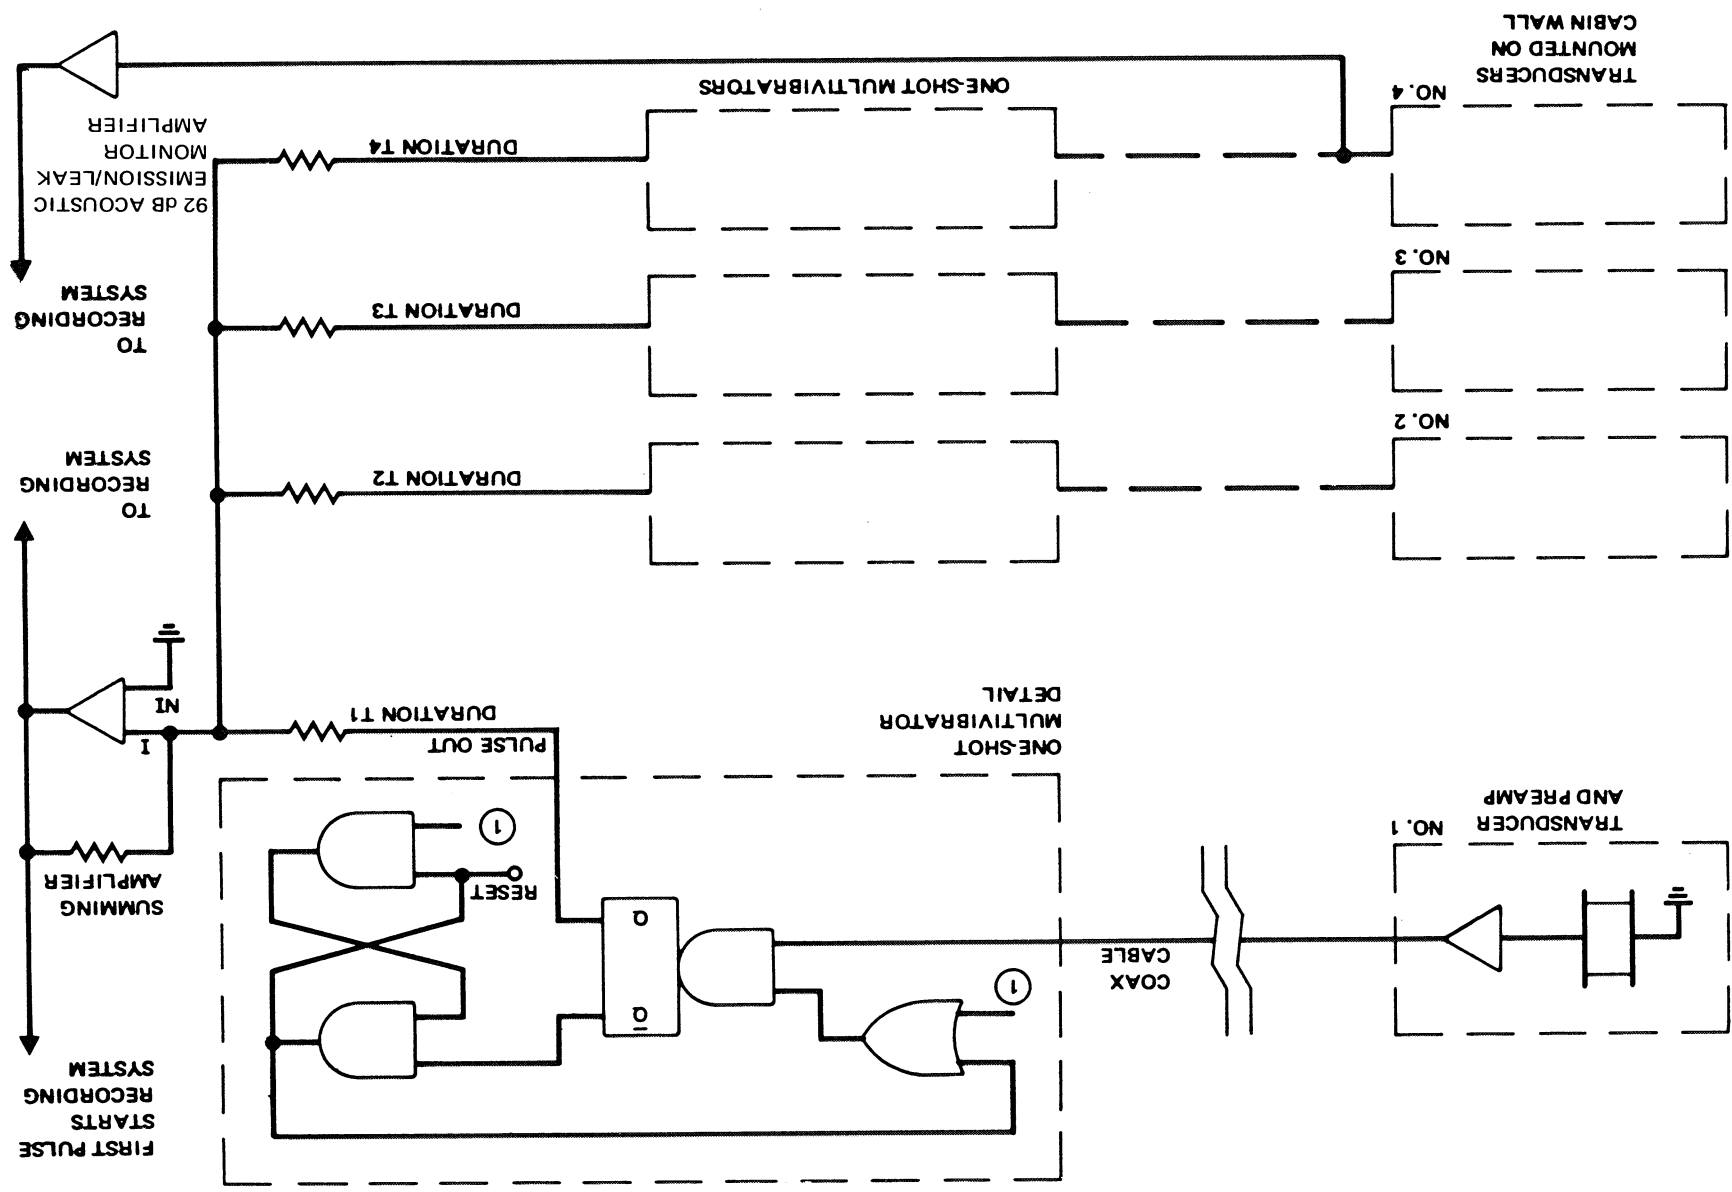 FIRST PULSE
STARTS
RECORDING
SYSTEM
1
COAX
CABLE
Q
Q
RESET
1
SUMMING
AMPLIFIER
NO. 1
TRANSDUCER
AND PREAMP
ONE-SHOT
MULTIVIBRATOR
DETAIL
PULSE OUT
DURATION T1
I
NI
TO
RECORDING
SYSTEM
DURATION T2
NO. 2
TO
RECORDING
SYSTEM
DURATION T3
NO. 3
92 dB ACOUSTIC
EMISSION/LEAK
MONITOR
AMPLIFIER
DURATION T4
NO. 4
ONE-SHOT MULTIVIBRATORS
TRANSDUCERS
MOUNTED ON
CABIN WALL